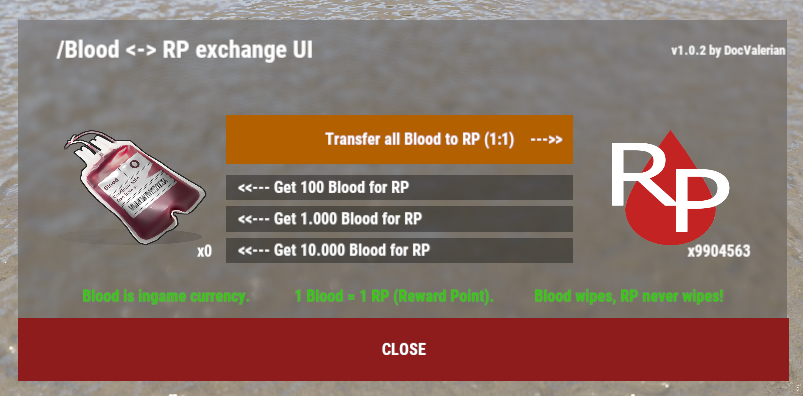 /Blood <-> RP exchange UI
v1.0.2 by DocValerian
Transfer all Blood to RP (1:1) --->>
<<--- Get 100 Blood for RP
<<--- Get 1.000 Blood for RP
<<--- Get 10.000 Blood for RP
Blood
RP
x0
x9904563
Blood is ingame currency.
1 Blood = 1 RP (Reward Point).
Blood wipes, RP never wipes!
CLOSE